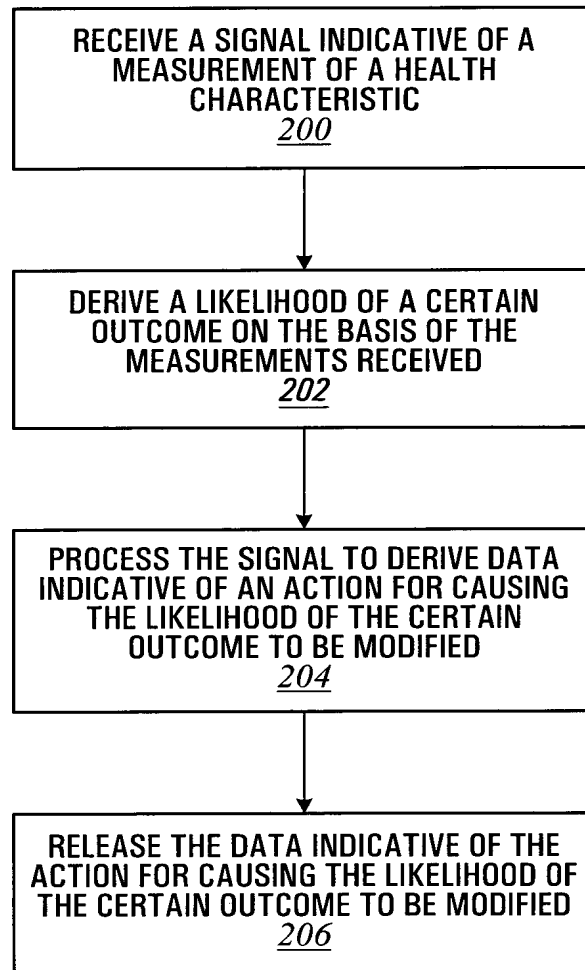 RECEIVE A SIGNAL INDICATIVE OF A
MEASUREMENT OF A HEALTH
CHARACTERISTIC
200
DERIVE A LIKELIHOOD OF A CERTAIN
OUTCOME ON THE BASIS OF THE
MEASUREMENTS RECEIVED
202
PROCESS THE SIGNAL TO DERIVE DATA
INDICATIVE OF AN ACTION FOR CAUSING
THE LIKELIHOOD OF THE CERTAIN
OUTCOME TO BE MODIFIED
204
RELEASE THE DATA INDICATIVE OF THE
ACTION FOR CAUSING THE LIKELIHOOD OF
THE CERTAIN OUTCOME TO BE MODIFIED
206